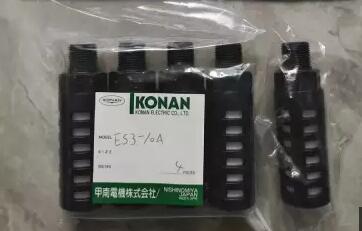 KONAN
KONAN
KONAN ELECTRIC CO., LTD.
MODEL ES3-10A
4 PIECES
甲南電機株式会社/ NISHINOMIYA JAPAN